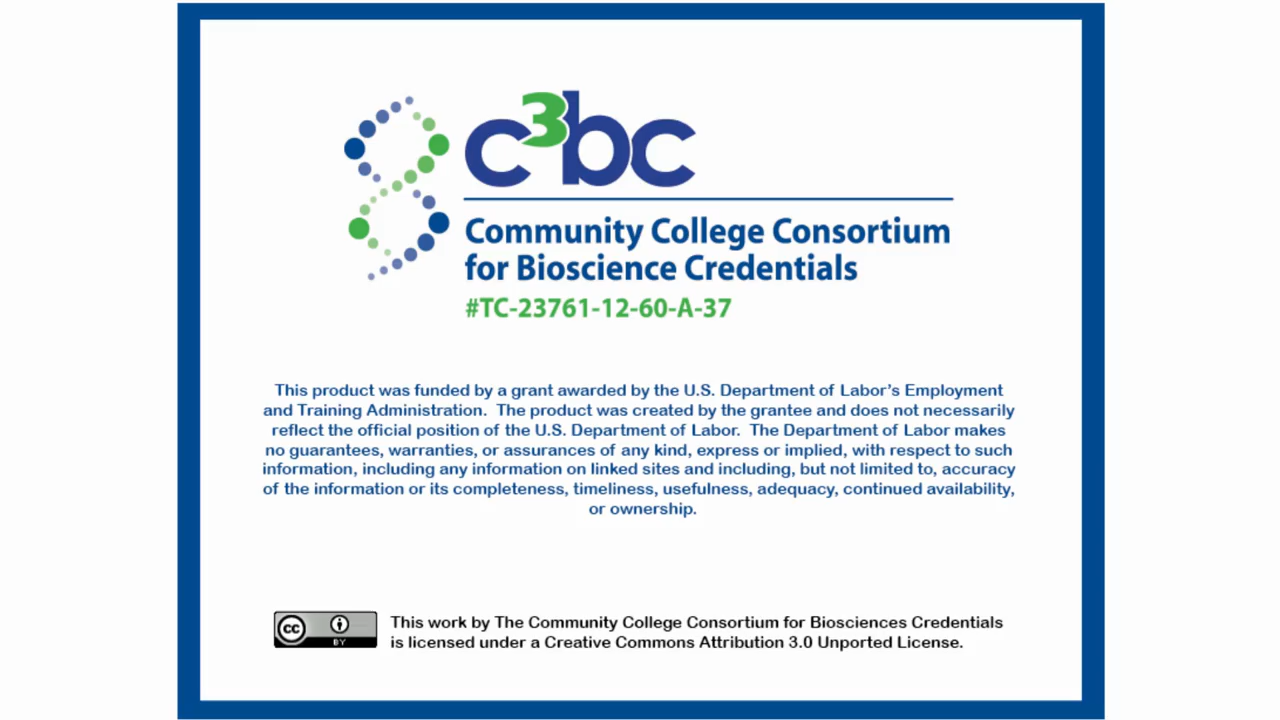 c3bc
Community College Consortium
for Bioscience Credentials
#TC-23761-12-60-A-37
This product was funded by a grant awarded by the U.S. Department of Labor’s Employment
and Training Administration.  The product was created by the grantee and does not necessarily
reflect the official position of the U.S. Department of Labor.  The Department of Labor makes
no guarantees, warranties, or assurances of any kind, express or implied, with respect to such
information, including any information on linked sites and including, but not limited to, accuracy
of the information or its completeness, timeliness, usefulness, adequacy, continued availability,
or ownership.
cc
BY
This work by The Community College Consortium for Biosciences Credentials
is licensed under a Creative Commons Attribution 3.0 Unported License.